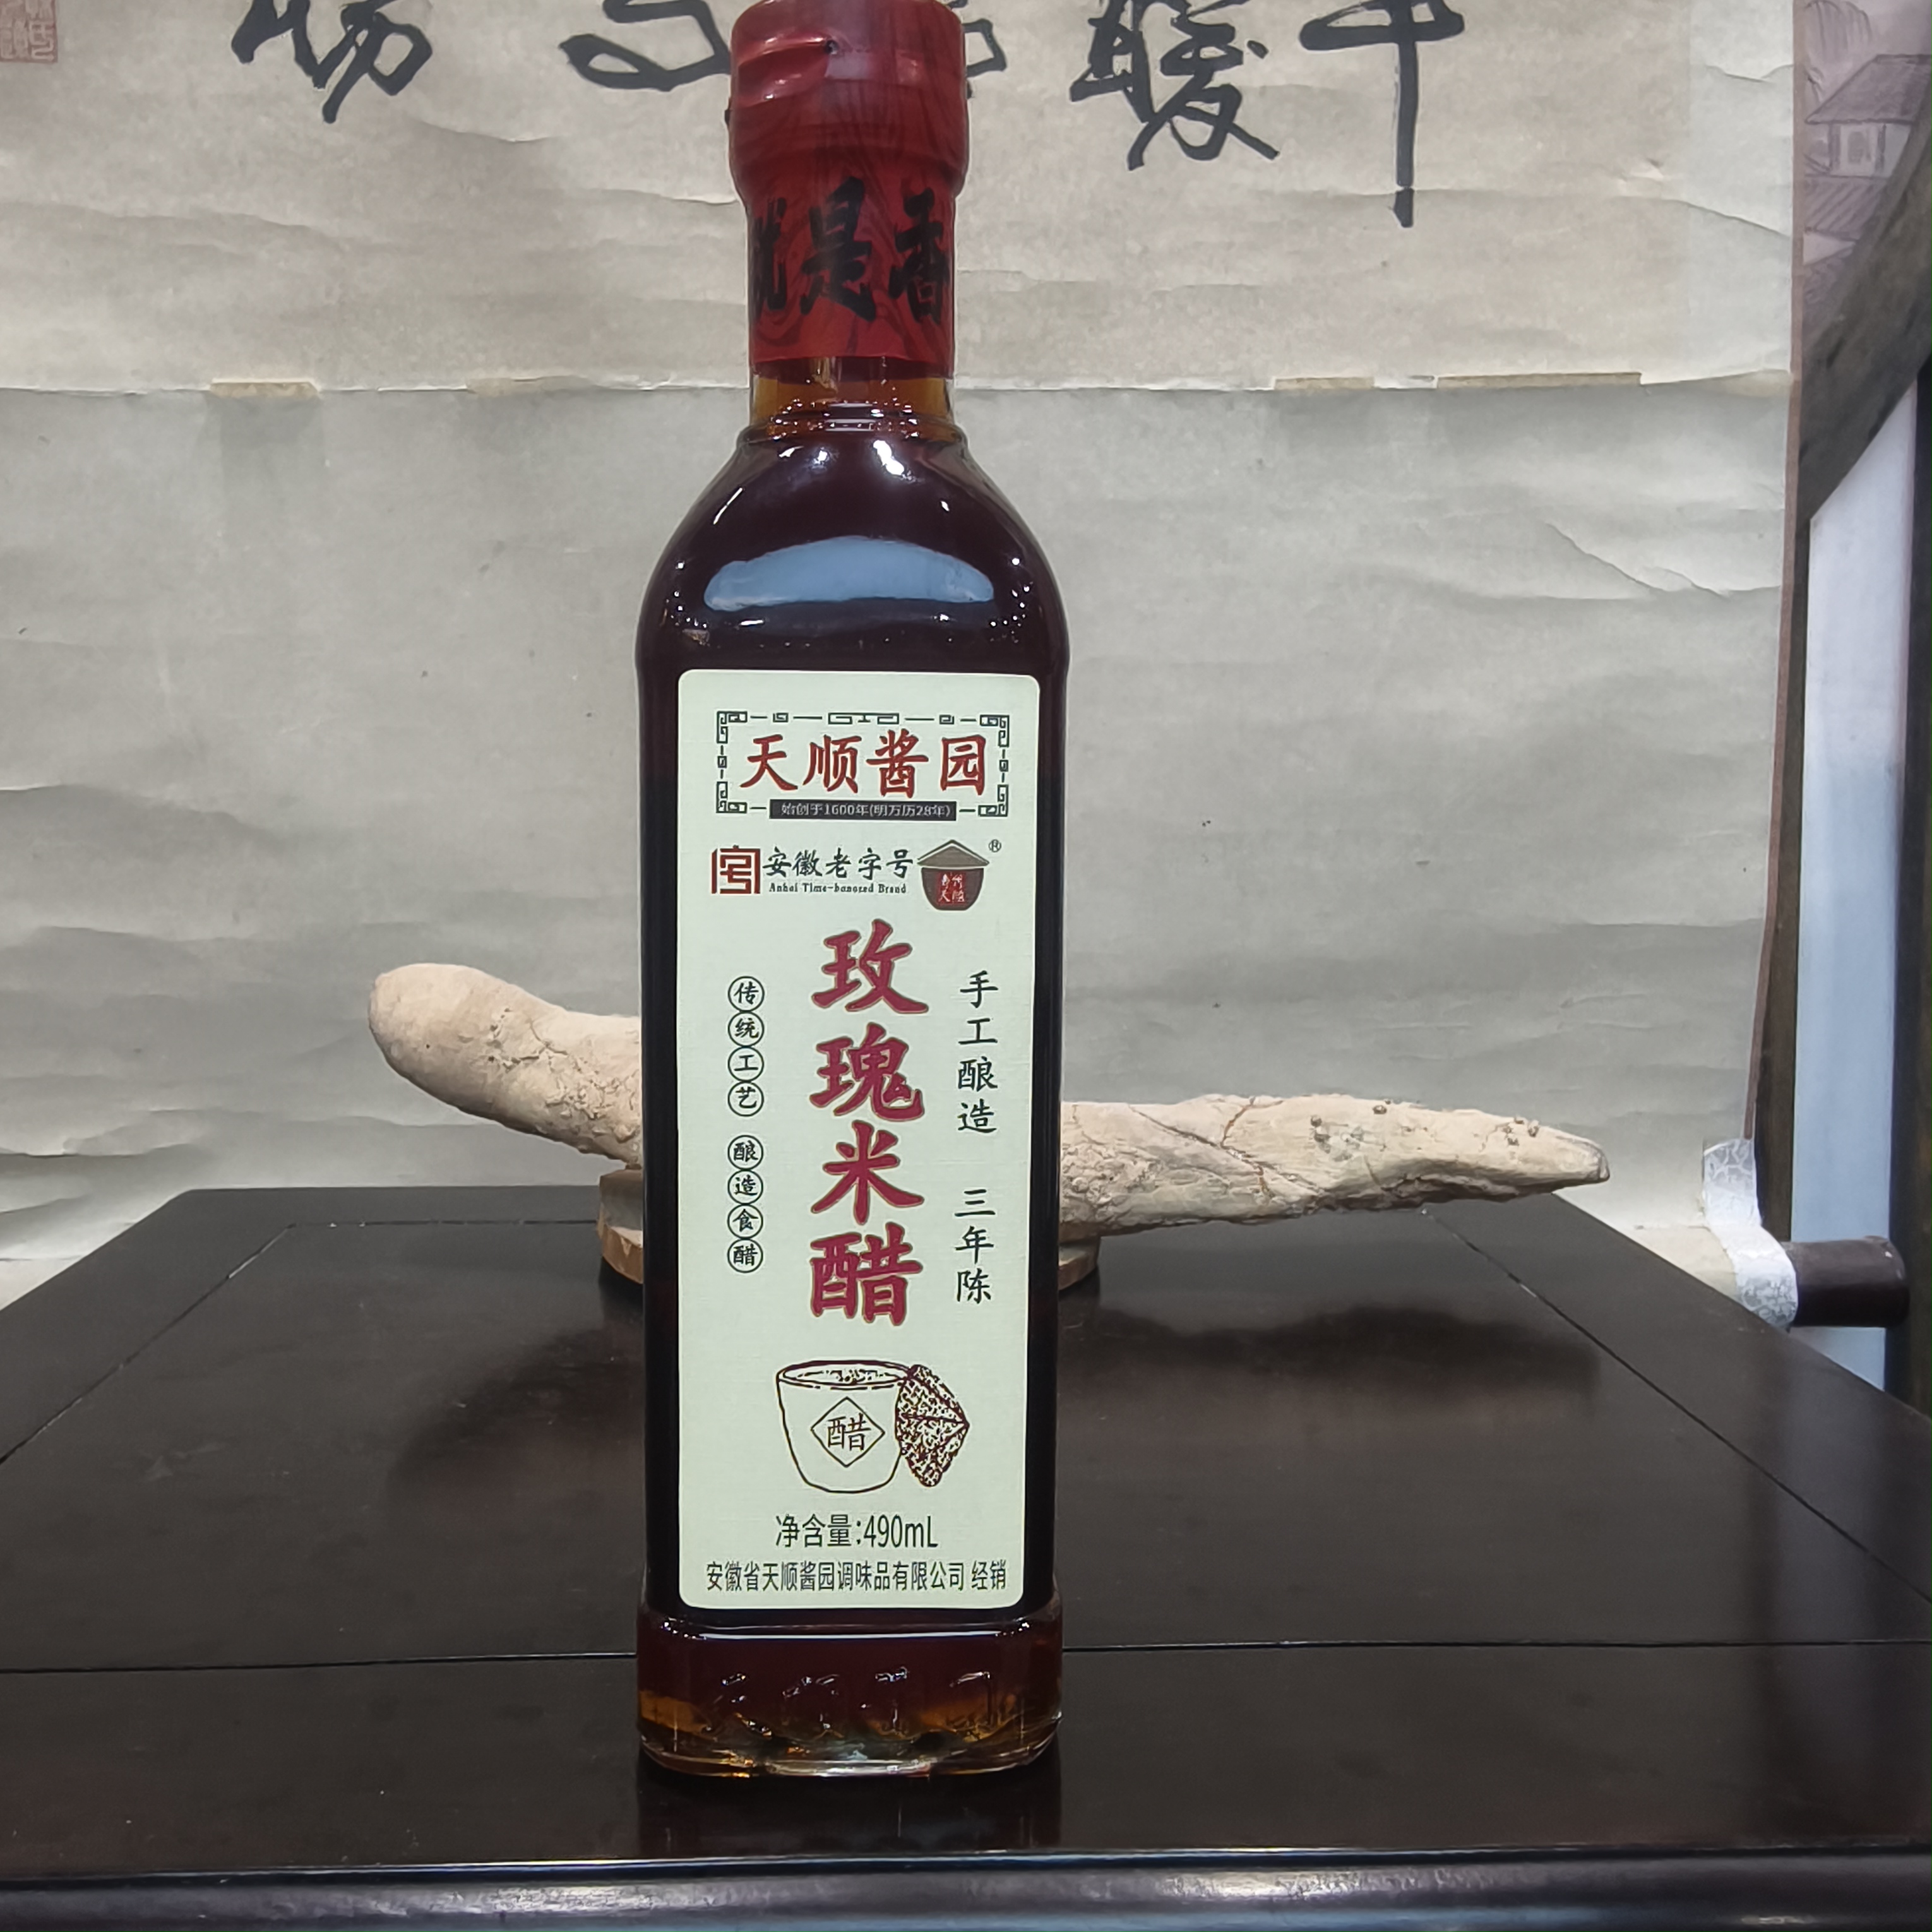 暖
就是香
天顺酱园
始创于1600年(明万历28年)
安徽老字号
Anhui Time-honored Brand
®
玫瑰米醋
手工酿造 三年陈
传统工艺 酿造食醋
醋
净含量:490mL
安徽省天顺酱园调味品有限公司 经销